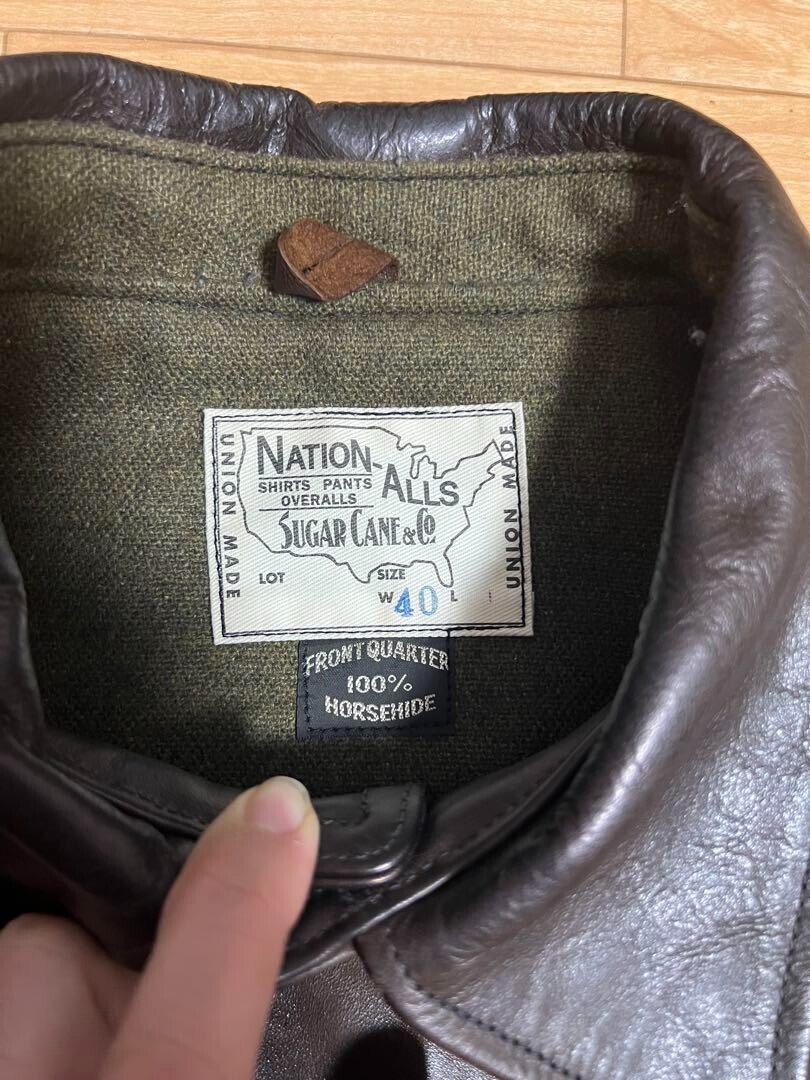 UNION MADE
NATION-ALLS
SHIRTS PANTS
OVERALLS
SUGAR CANE & CO.
LOT
SIZE
W 40 L
UNION MADE
FRONT QUARTER
100%
HORSEHIDE